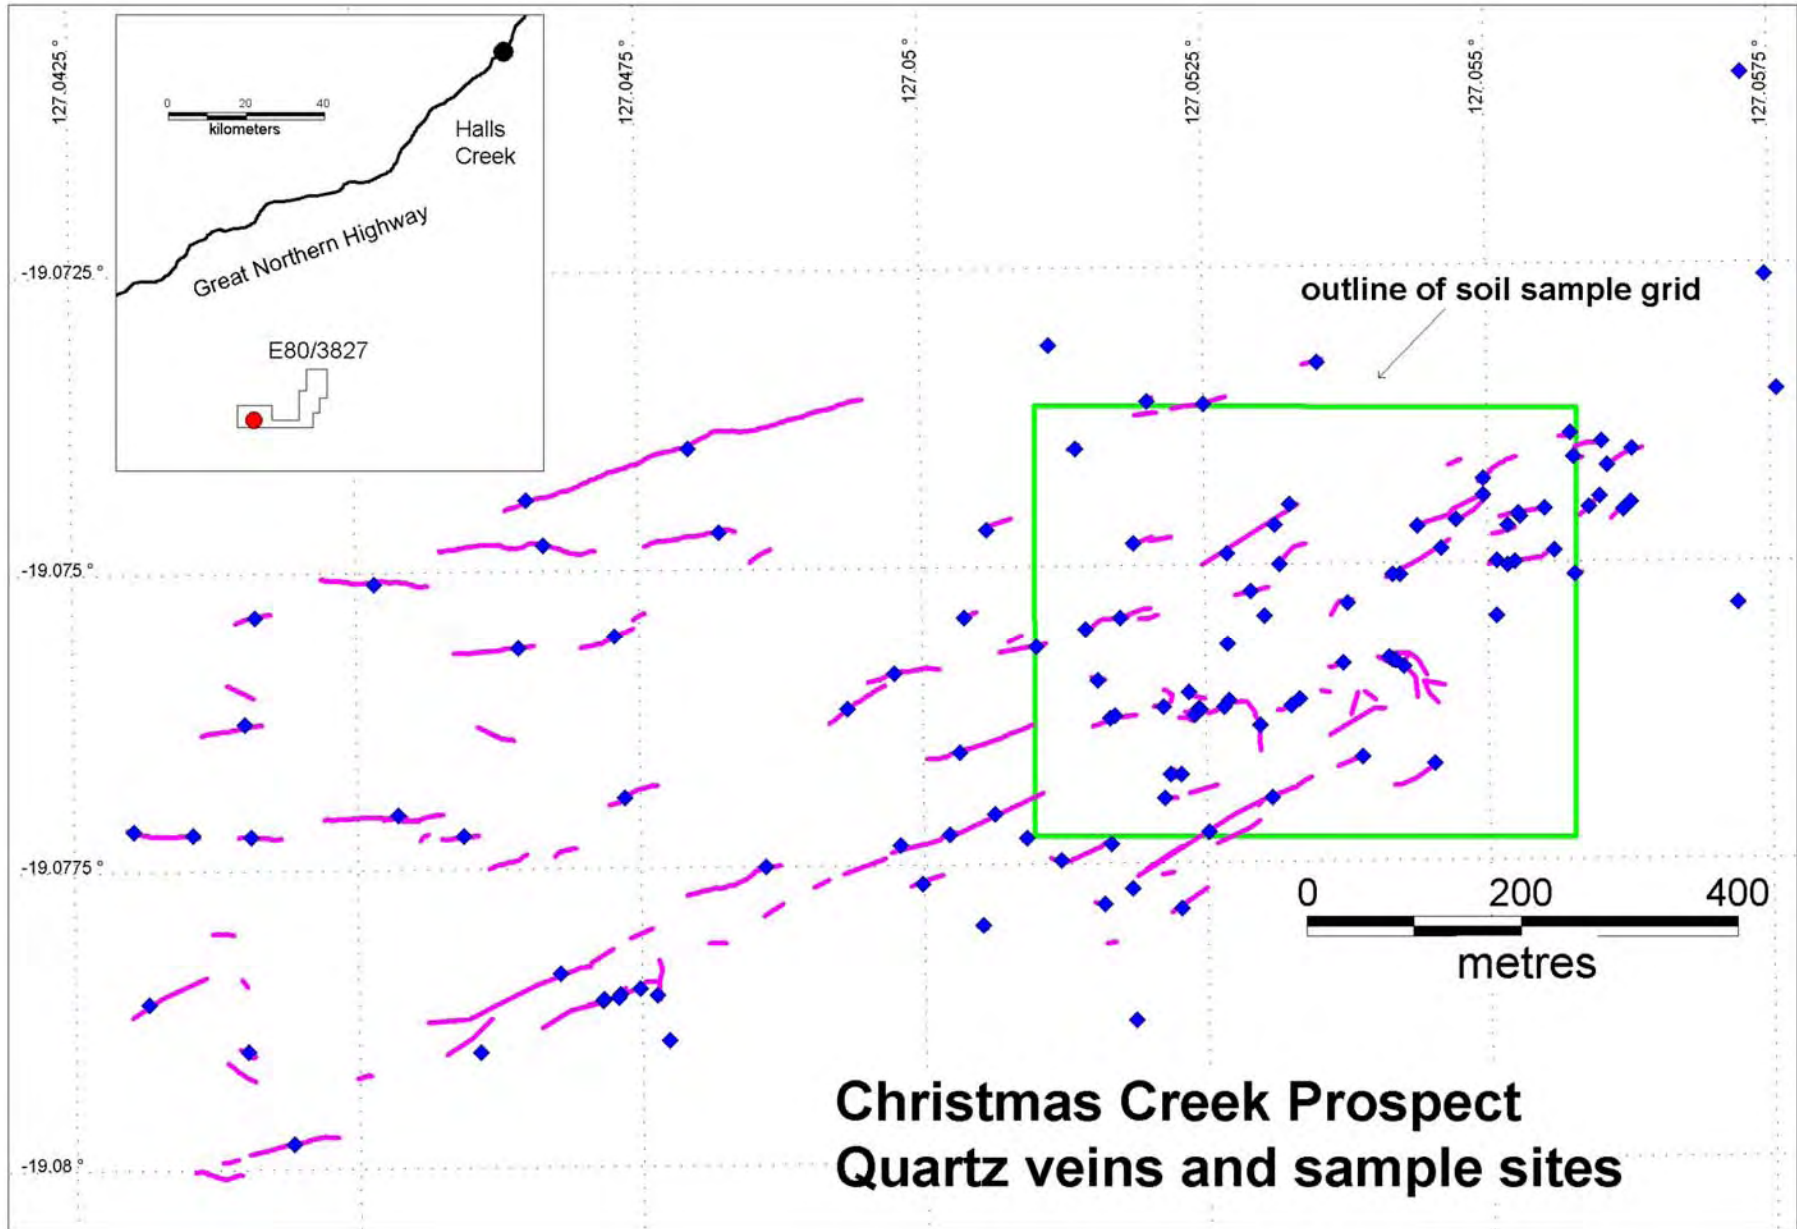 127.0425 °
127.0475 °
127.05 °
127.0525 °
127.055 °
127.0575 °
0 20 40
kilometers
Halls
Creek
Great Northern Highway
E80/3827
-19.0725 °
outline of soil sample grid
-19.075 °
-19.0775 °
0 200 400
metres
Christmas Creek Prospect
Quartz veins and sample sites
-19.08 °